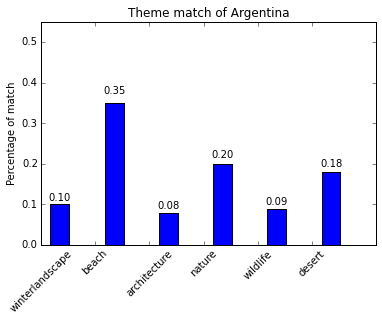 Theme match of Argentina
Percentage of match
0.5
0.4
0.3
0.2
0.1
0.0
0.10
0.35
0.08
0.20
0.09
0.18
winterlandscape
beach
architecture
nature
wildlife
desert